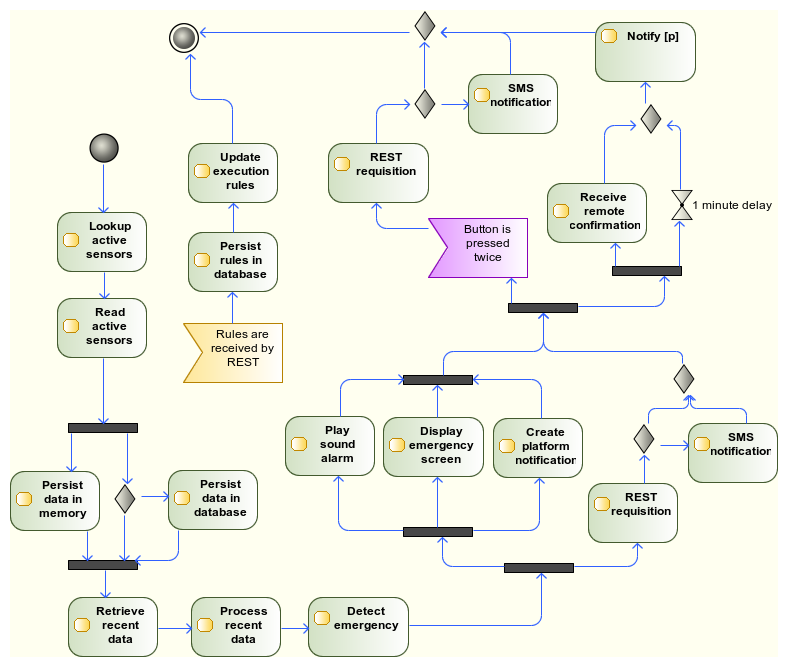 Notify [p]
SMS
notification
Update
execution
rules
REST
requisition
Receive
remote
confirmation
1 minute delay
Lookup
active
sensors
Persist
rules in
database
Button is
pressed
twice
Read
active
sensors
Rules are
received by
REST
Play
sound
alarm
Display
emergency
screen
Create
platform
notification
SMS
notification
Persist
data in
memory
Persist
data in
database
REST
requisition
Retrieve
recent
data
Process
recent
data
Detect
emergency